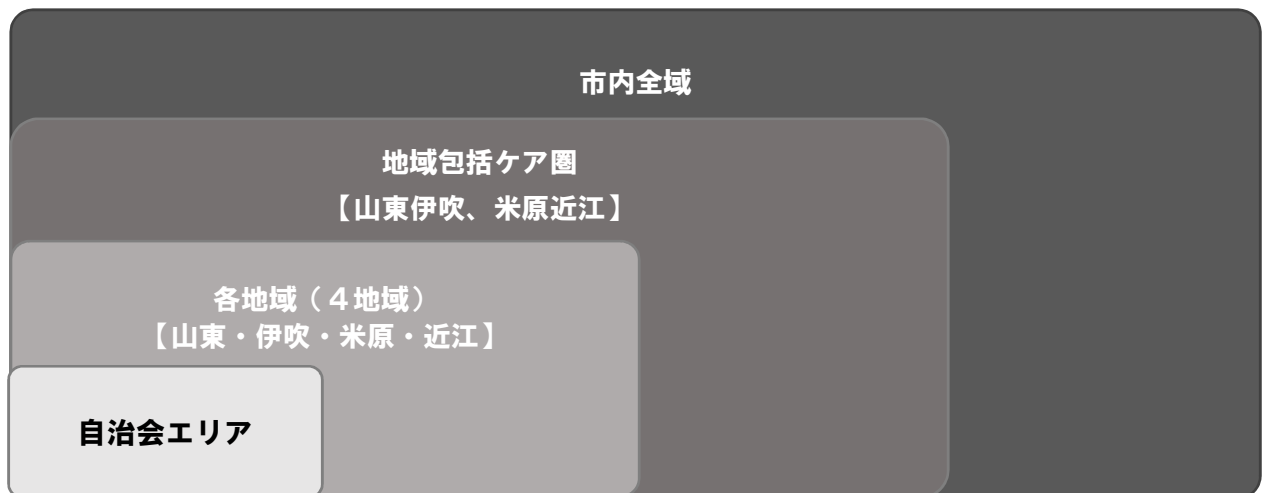 市内全域
地域包括ケア圏
【山東伊吹、米原近江】
各地域（４地域）
【山東・伊吹・米原・近江】
自治会エリア